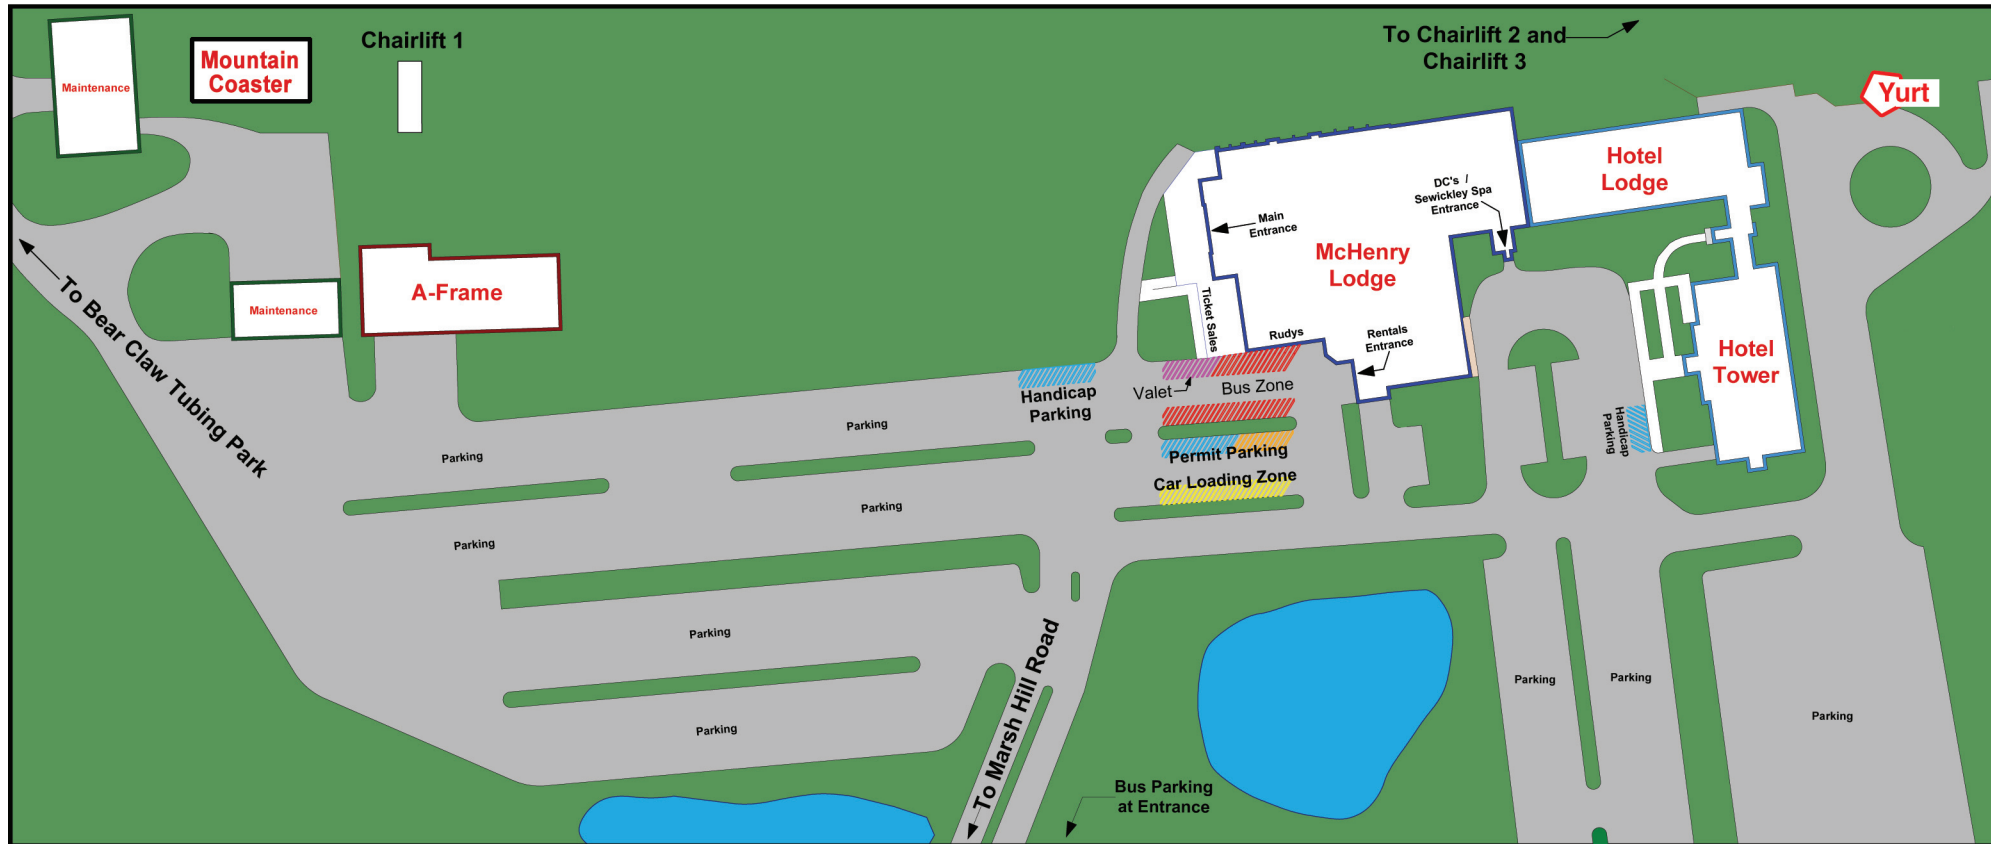 Maintenance
Mountain
Coaster
Chairlift 1
To Chairlift 2 and
Chairlift 3
Yurt
Hotel
Lodge
DC's /
Sewickley Spa
Entrance
Main
Entrance
McHenry
Lodge
To Bear Claw Tubing Park
Maintenance
A-Frame
Ticket Sales
Rudys
Rentals
Entrance
Hotel
Tower
Valet
Bus Zone
Handicap
Parking
Handicap
Parking
Parking
Parking
Permit Parking
Car Loading Zone
Parking
Parking
Parking
Parking
To Marsh Hill Road
Parking
Parking
Parking
Bus Parking
at Entrance